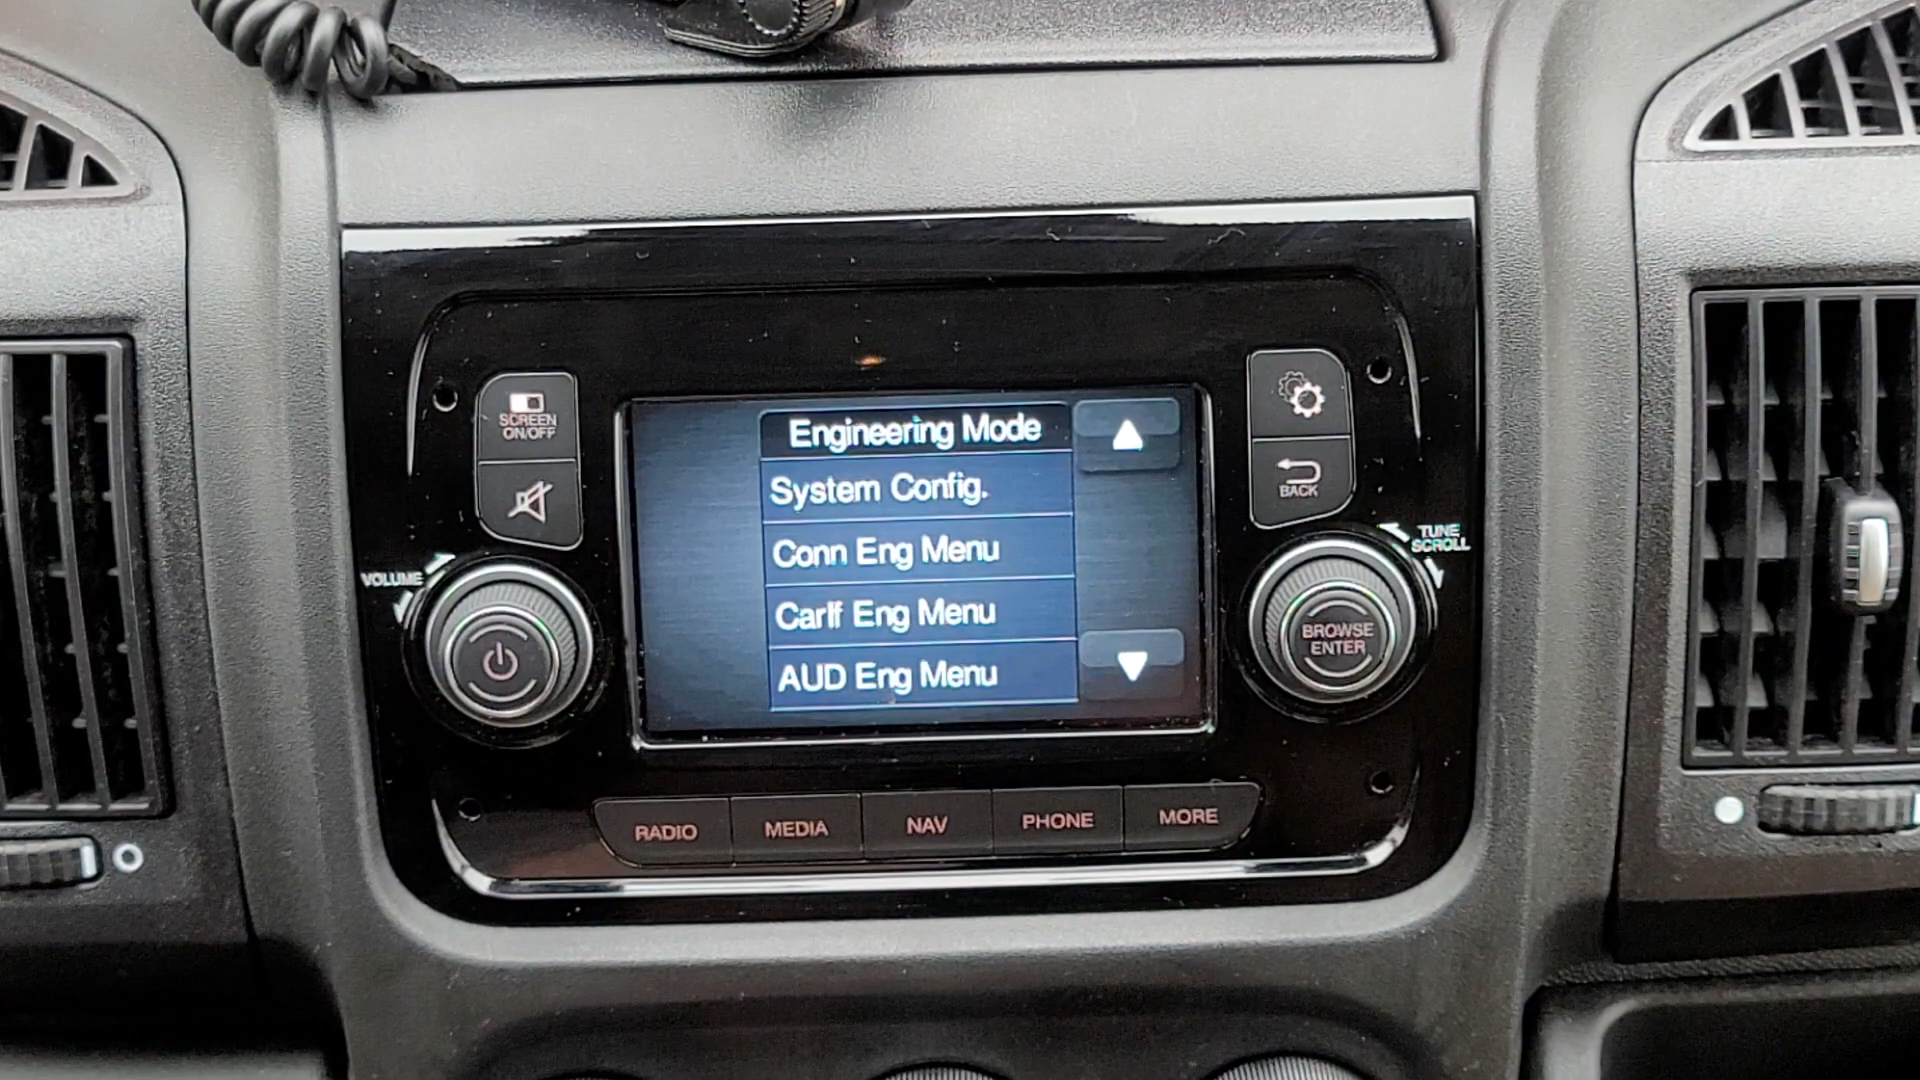 SCREEN
ON/OFF
VOLUME
Engineering Mode
System Config.
Conn Eng Menu
CarIf Eng Menu
AUD Eng Menu
BACK
TUNE
SCROLL
BROWSE
ENTER
RADIO
MEDIA
NAV
PHONE
MORE